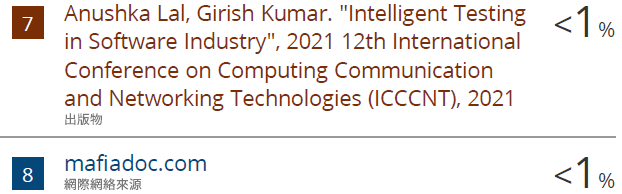 7
Anushka Lal, Girish Kumar. "Intelligent Testing
in Software Industry", 2021 12th International
Conference on Computing Communication
and Networking Technologies (ICCCNT), 2021
出版物
<1%
8
mafiadoc.com
網際網絡來源
<1%